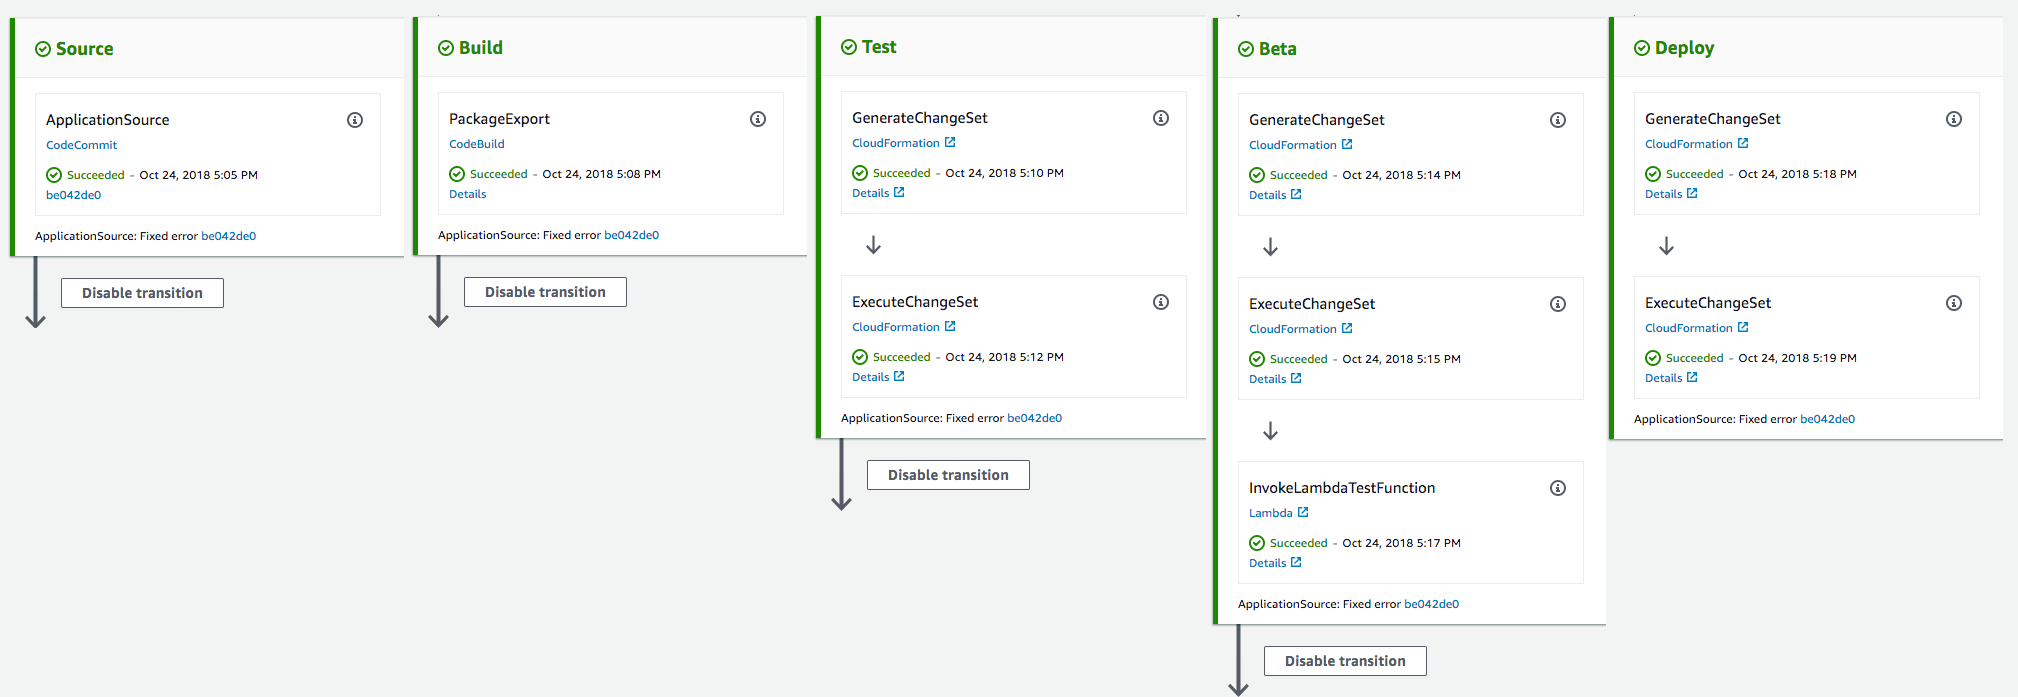 Source
ApplicationSource
CodeCommit
Succeeded - Oct 24, 2018 5:05 PM
be042de0
ApplicationSource: Fixed error be042de0
Disable transition
Build
PackageExport
CodeBuild
Succeeded - Oct 24, 2018 5:08 PM
Details
ApplicationSource: Fixed error be042de0
Disable transition
Test
GenerateChangeSet
CloudFormation
Succeeded - Oct 24, 2018 5:10 PM
Details
ExecuteChangeSet
CloudFormation
Succeeded - Oct 24, 2018 5:12 PM
Details
ApplicationSource: Fixed error be042de0
Disable transition
Beta
GenerateChangeSet
CloudFormation
Succeeded - Oct 24, 2018 5:14 PM
Details
ExecuteChangeSet
CloudFormation
Succeeded - Oct 24, 2018 5:15 PM
Details
InvokeLambdaTestFunction
Lambda
Succeeded - Oct 24, 2018 5:17 PM
Details
ApplicationSource: Fixed error be042de0
Disable transition
Deploy
GenerateChangeSet
CloudFormation
Succeeded - Oct 24, 2018 5:18 PM
Details
ExecuteChangeSet
CloudFormation
Succeeded - Oct 24, 2018 5:19 PM
Details
ApplicationSource: Fixed error be042de0